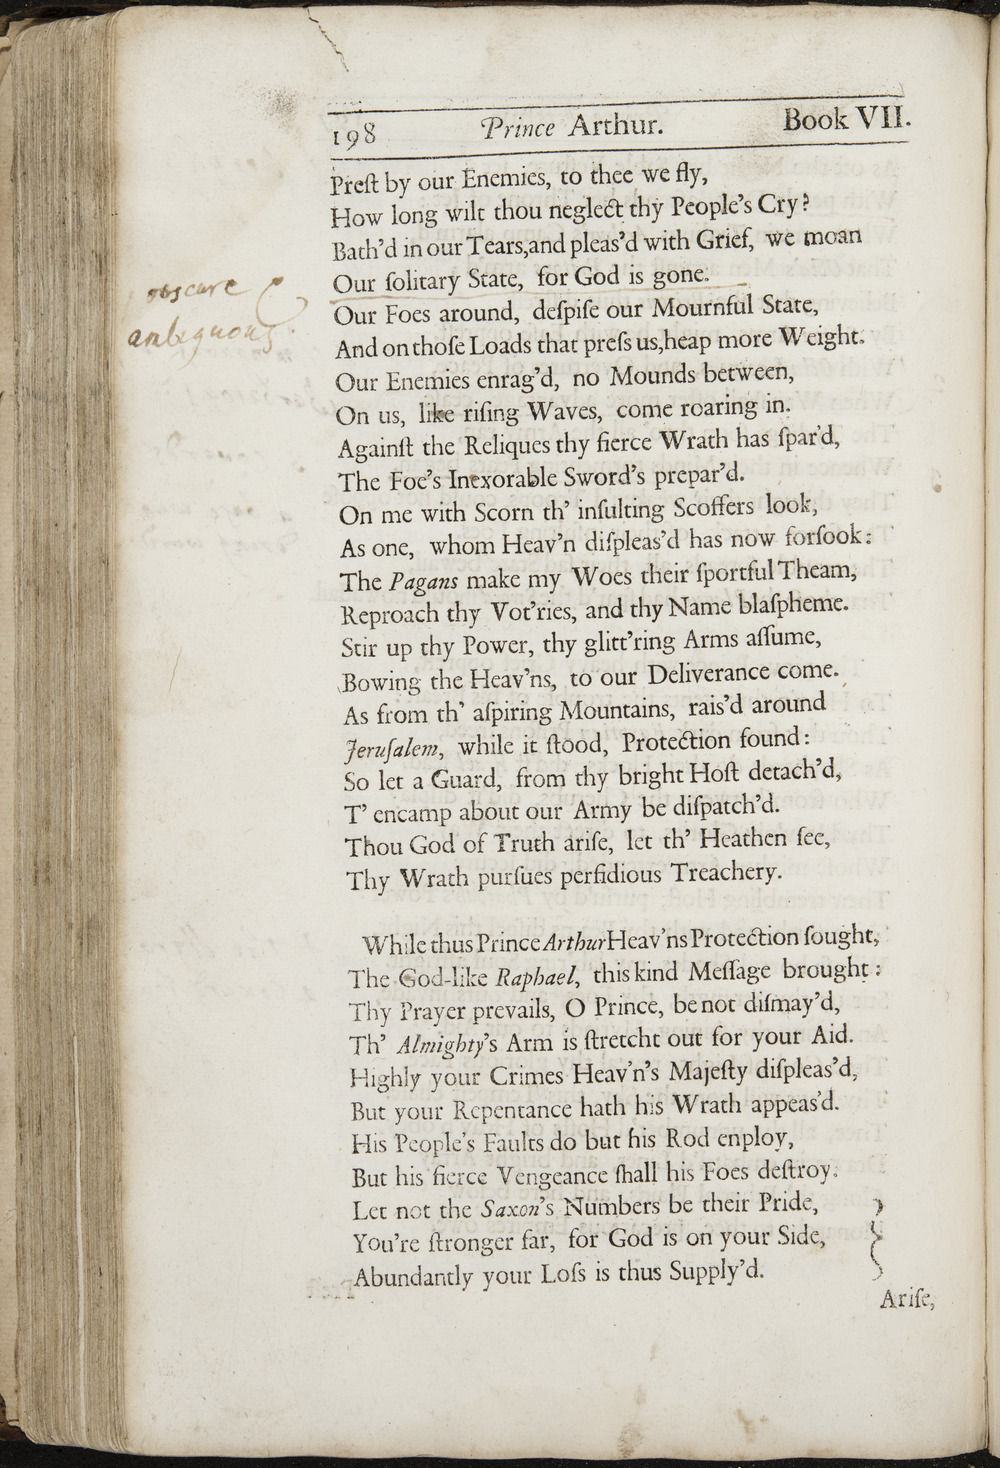 198 Prince Arthur. Book VII.
Preſt by our Enemies, to thee we fly,
How long wilt thou neglect thy People's Cry?
Bath'd in our Tears, and pleas'd with Grief, we moan
Our ſolitary State, for God is gone.
obscure
ambiguous.
Our Foes around, deſpiſe our Mournful State,
And on thoſe Loads that preſs us, heap more Weight.
Our Enemies enrag'd, no Mounds between,
On us, like riſing Waves, come roaring in.
Againſt the Reliques thy fierce Wrath has ſpar'd,
The Foe's Inexorable Sword's prepar'd.
On me with Scorn th' inſulting Scoffers look,
As one, whom Heav'n diſpleas'd has now forſook:
The Pagans make my Woes their ſportful Theam,
Reproach thy Vot'ries, and thy Name blaſpheme.
Stir up thy Power, thy glitt'ring Arms aſſume,
Bowing the Heav'ns, to our Deliverance come.
As from th' aſpiring Mountains, rais'd around
Jeruſalem, while it ſtood, Protection found:
So let a Guard, from thy bright Hoſt detach'd,
T' encamp about our Army be diſpatch'd.
Thou God of Truth ariſe, let th' Heathen ſee,
Thy Wrath purſues perfidious Treachery.
While thus Prince Arthur Heav'ns Protection ſought,
The God-like Raphael, this kind Meſſage brought:
Thy Prayer prevails, O Prince, be not diſmay'd,
Th' Almighty's Arm is ſtretcht out for your Aid.
Highly your Crimes Heav'n's Majeſty diſpleas'd,
But your Repentance hath his Wrath appeas'd.
His People's Faults do but his Rod enploy,
But his fierce Vengeance ſhall his Foes deſtroy.
Let not the Saxon's Numbers be their Pride,
You're ſtronger far, for God is on your Side,
Abundantly your Loſs is thus Supply'd.
Ariſe,